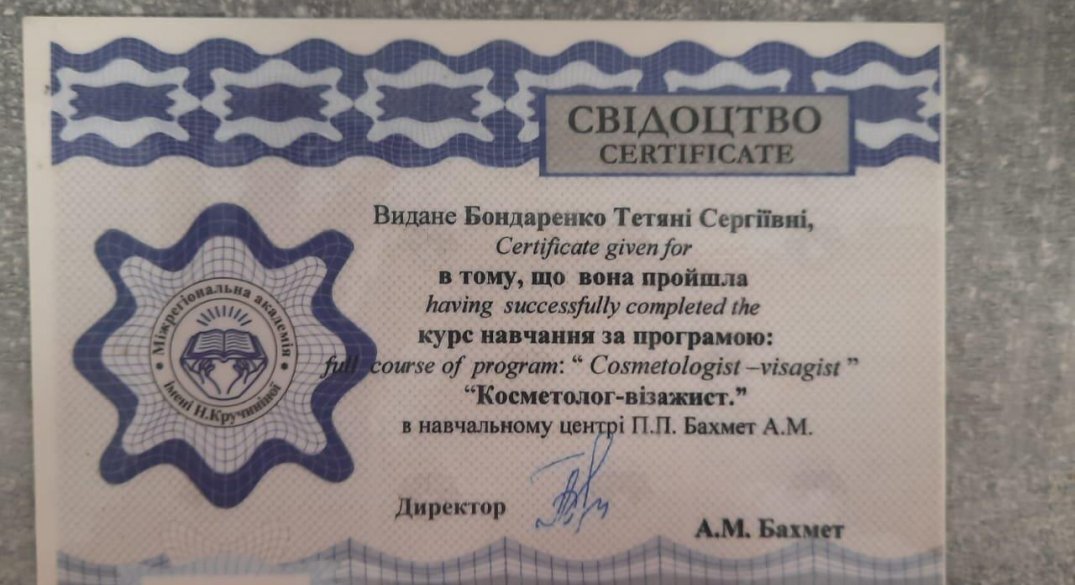 СВІДОЦТВО
CERTIFICATE
Видане Бондаренко Тетяні Сергіївні,
Certificate given for
в тому, що вона пройшла
having successfully completed the
курс навчання за програмою:
full course of program: “ Cosmetologist –visagist ”
“Косметолог-візажист.”
в навчальному центрі П.П. Бахмет А.М.
Директор
А.М. Бахмет
• Міжрегіональна академія •
імені Н.Кручиніної